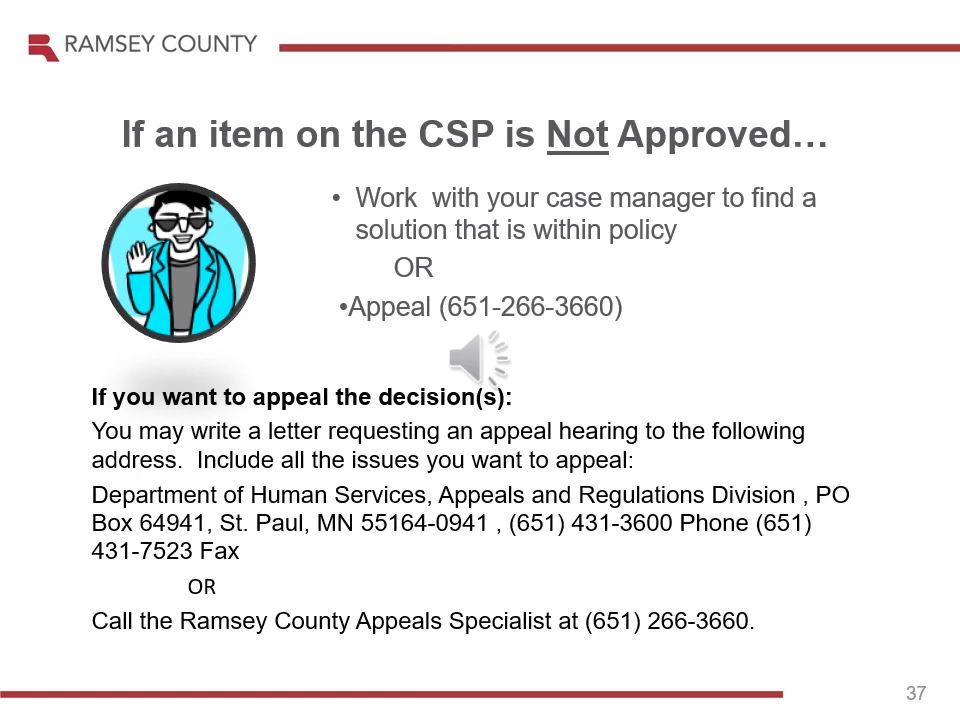 RAMSEY COUNTY
If an item on the CSP is Not Approved…
• Work  with your case manager to find a
solution that is within policy
OR
•Appeal (651-266-3660)
If you want to appeal the decision(s):
You may write a letter requesting an appeal hearing to the following
address.  Include all the issues you want to appeal:
Department of Human Services, Appeals and Regulations Division , PO
Box 64941, St. Paul, MN 55164-0941 , (651) 431-3600 Phone (651)
431-7523 Fax
OR
Call the Ramsey County Appeals Specialist at (651) 266-3660.
37